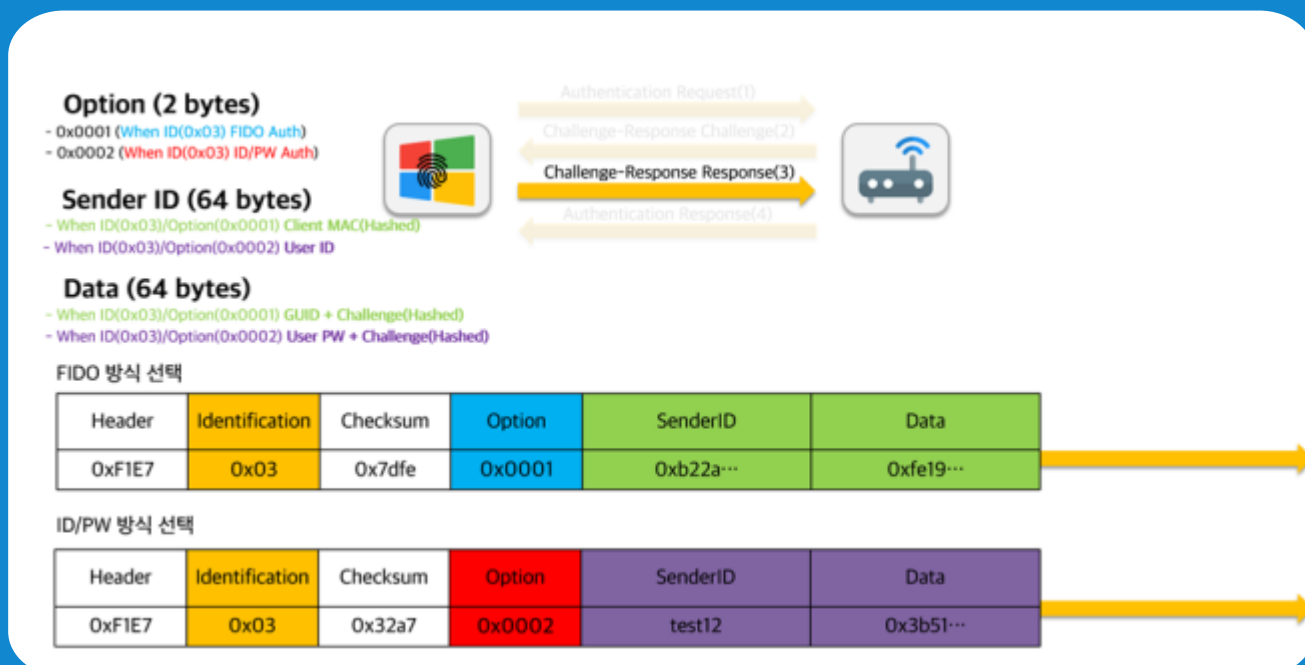 Option (2 bytes)
- 0x0001 (When ID(0x03) FIDO Auth)
- 0x0002 (When ID(0x03) ID/PW Auth)
Sender ID (64 bytes)
- When ID(0x03)/Option(0x0001) Client MAC(Hashed)
- When ID(0x03)/Option(0x0002) User ID
Data (64 bytes)
- When ID(0x03)/Option(0x0001) GUID + Challenge(Hashed)
- When ID(0x03)/Option(0x0002) User PW + Challenge(Hashed)
Authentication Request(1)
Challenge-Response Challenge(2)
Challenge-Response Response(3)
Authentication Response(4)
FIDO 방식 선택
Header Identification Checksum Option SenderID Data
0xF1E7 0x03 0x7dfe 0x0001 0xb22a··· 0xfe19···
ID/PW 방식 선택
Header Identification Checksum Option SenderID Data
0xF1E7 0x03 0x32a7 0x0002 test12 0x3b51···